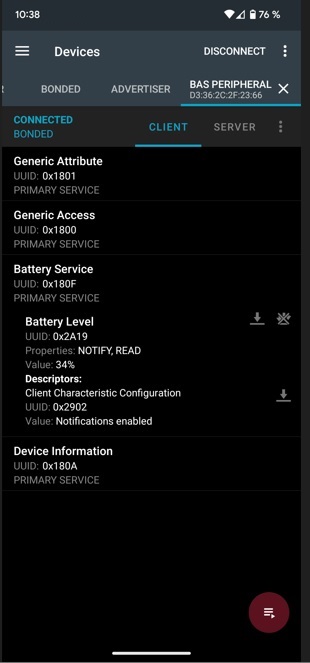 10:38
76 %
Devices
DISCONNECT
BONDED
ADVERTISER
BAS PERIPHERAL
D3:36:2C:2F:23:66
CONNECTED
BONDED
CLIENT
SERVER
Generic Attribute
UUID: 0x1801
PRIMARY SERVICE
Generic Access
UUID: 0x1800
PRIMARY SERVICE
Battery Service
UUID: 0x180F
PRIMARY SERVICE
Battery Level
UUID: 0x2A19
Properties: NOTIFY, READ
Value: 34%
Descriptors:
Client Characteristic Configuration
UUID: 0x2902
Value: Notifications enabled
Device Information
UUID: 0x180A
PRIMARY SERVICE